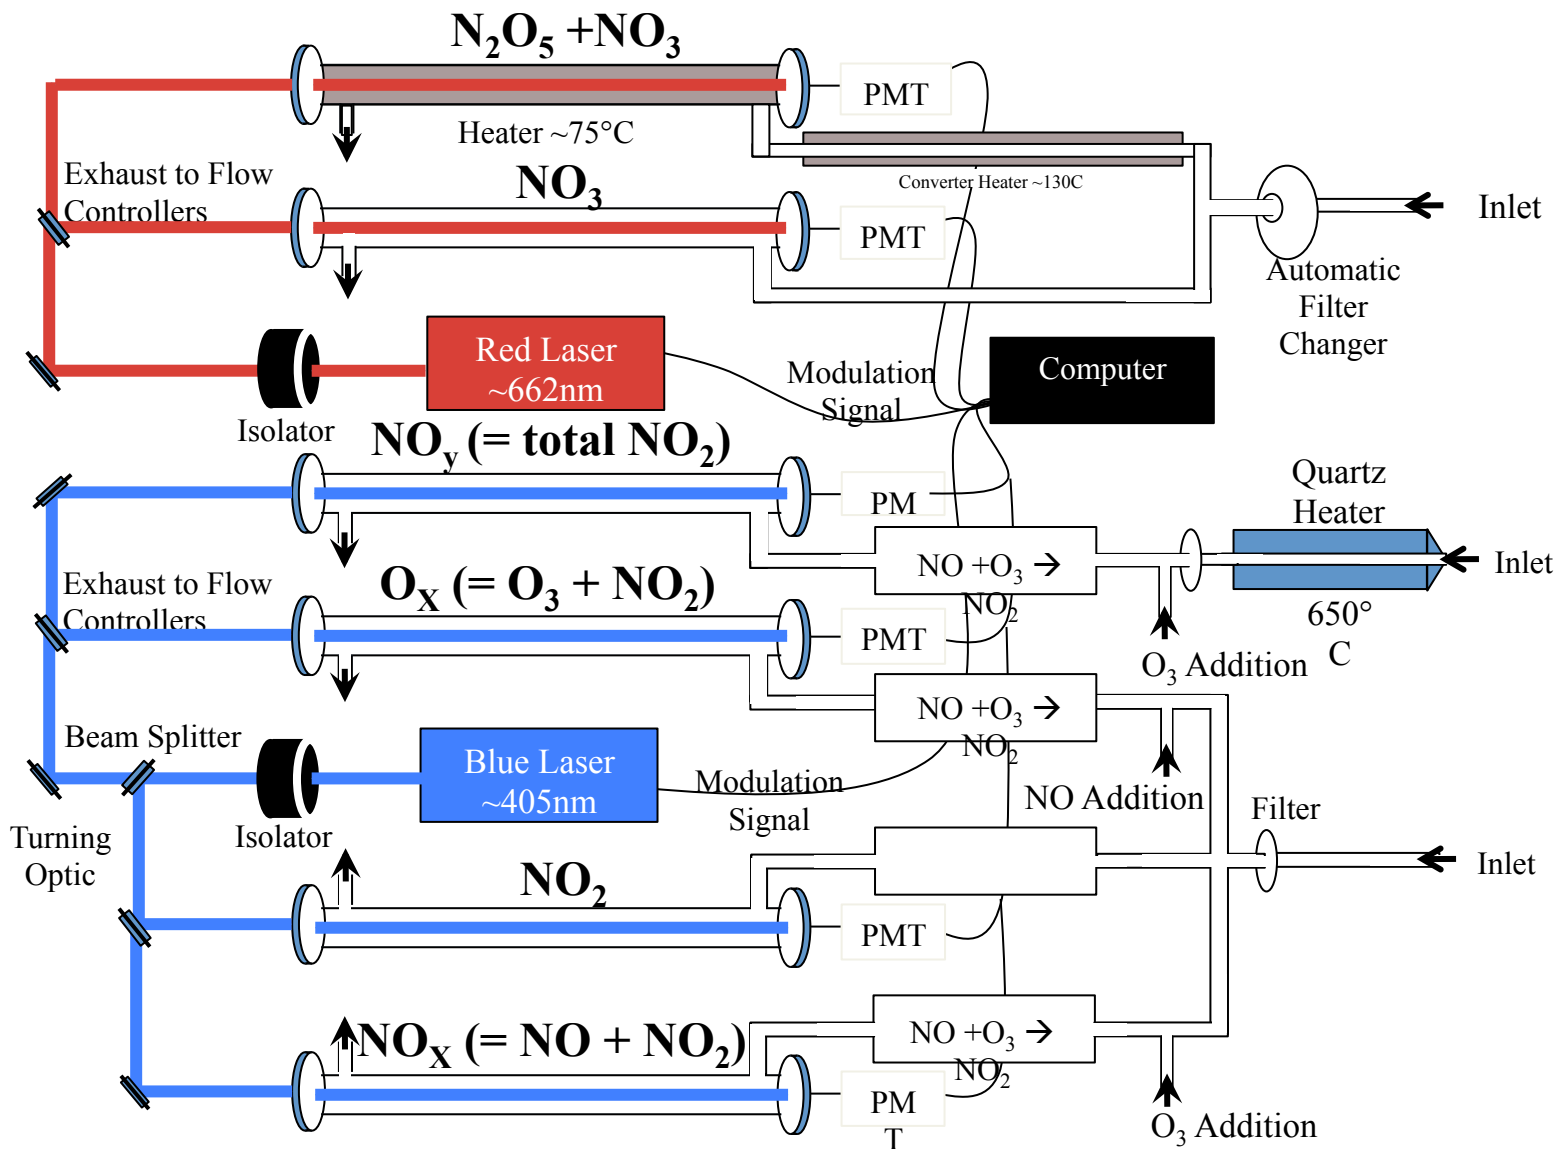 N₂O₅ +NO₃
PMT
Heater ~75°C
Converter Heater ~130C
Exhaust to Flow
Controllers
NO₃
PMT
Inlet
Automatic
Filter
Changer
Red Laser
~662nm
Isolator
Modulation
Signal
Computer
NOy (= total NO₂)
PM
Quartz
Heater
NO +O₃ →
NO₂
Inlet
650°
C
O₃ Addition
Exhaust to Flow
Controllers
Oₓ (= O₃ + NO₂)
PMT
NO +O₃ →
NO₂
NO Addition
Beam Splitter
Blue Laser
~405nm
Isolator
Modulation
Signal
Turning
Optic
Filter
Inlet
NO₂
PMT
NOₓ (= NO + NO₂)
NO +O₃ →
NO₂
PM
T
O₃ Addition